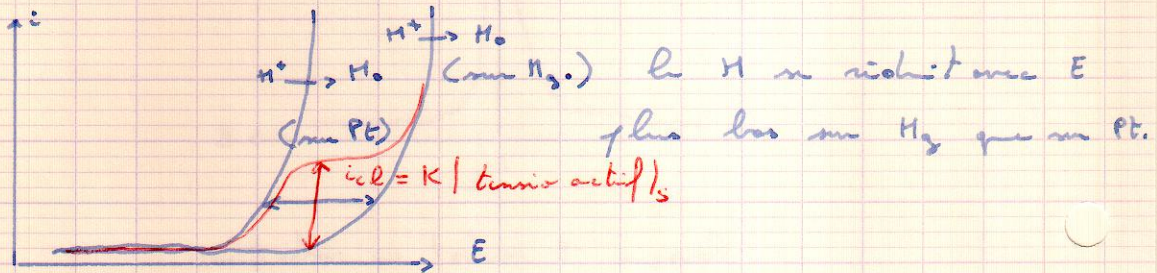 i
H⁺ → H₀
H⁺ → H₀
(sur Hg₀) le H se réduit avec E
(sur Pt) plus bas sur Hg que sur Pt.
icl = K | tensio actif |s
E